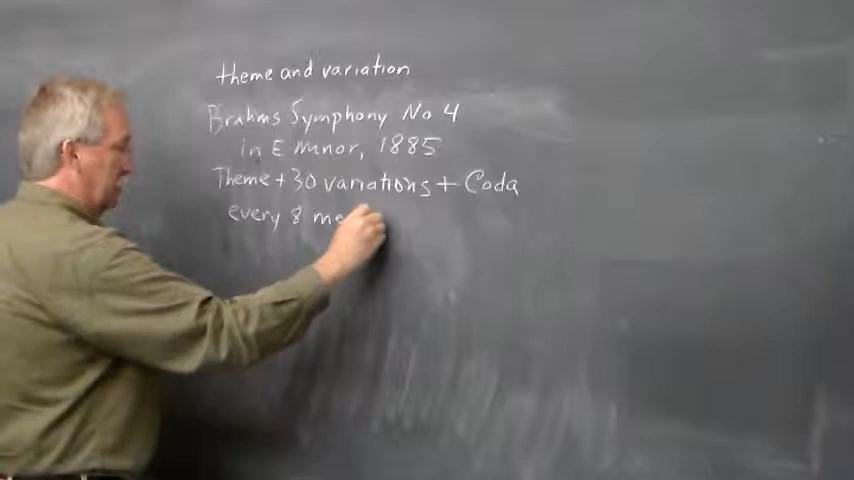 theme and variation
Brahms Symphony No 4
in E minor, 1885
Theme + 30 variations + Coda
every 8 me